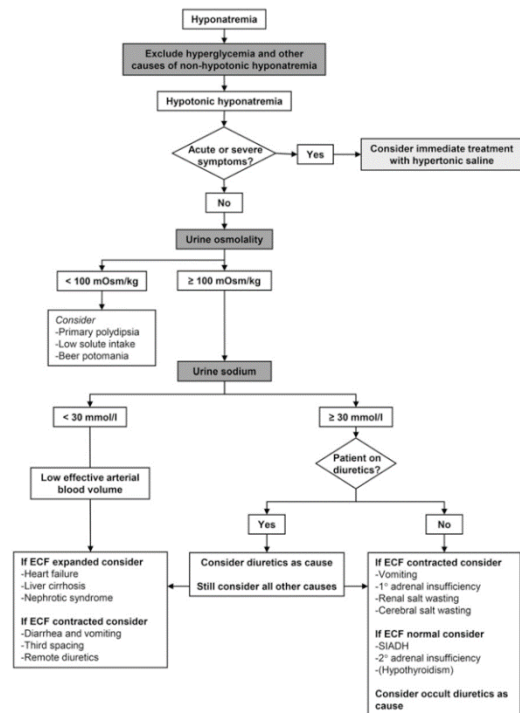 Hyponatremia
Exclude hyperglycemia and other
causes of non-hypotonic hyponatremia
Hypotonic hyponatremia
Acute or severe
symptoms?
Yes
Consider immediate treatment
with hypertonic saline
No
Urine osmolality
< 100 mOsm/kg
≥ 100 mOsm/kg
Consider
-Primary polydipsia
-Low solute intake
-Beer potomania
Urine sodium
< 30 mmol/l
≥ 30 mmol/l
Low effective arterial
blood volume
Patient on
diuretics?
Yes
No
If ECF expanded consider
-Heart failure
-Liver cirrhosis
-Nephrotic syndrome
If ECF contracted consider
-Diarrhea and vomiting
-Third spacing
-Remote diuretics
Consider diuretics as cause
Still consider all other causes
If ECF contracted consider
-Vomiting
-1° adrenal insufficiency
-Renal salt wasting
-Cerebral salt wasting
If ECF normal consider
-SIADH
-2° adrenal insufficiency
-(Hypothyroidism)
Consider occult diuretics as
cause